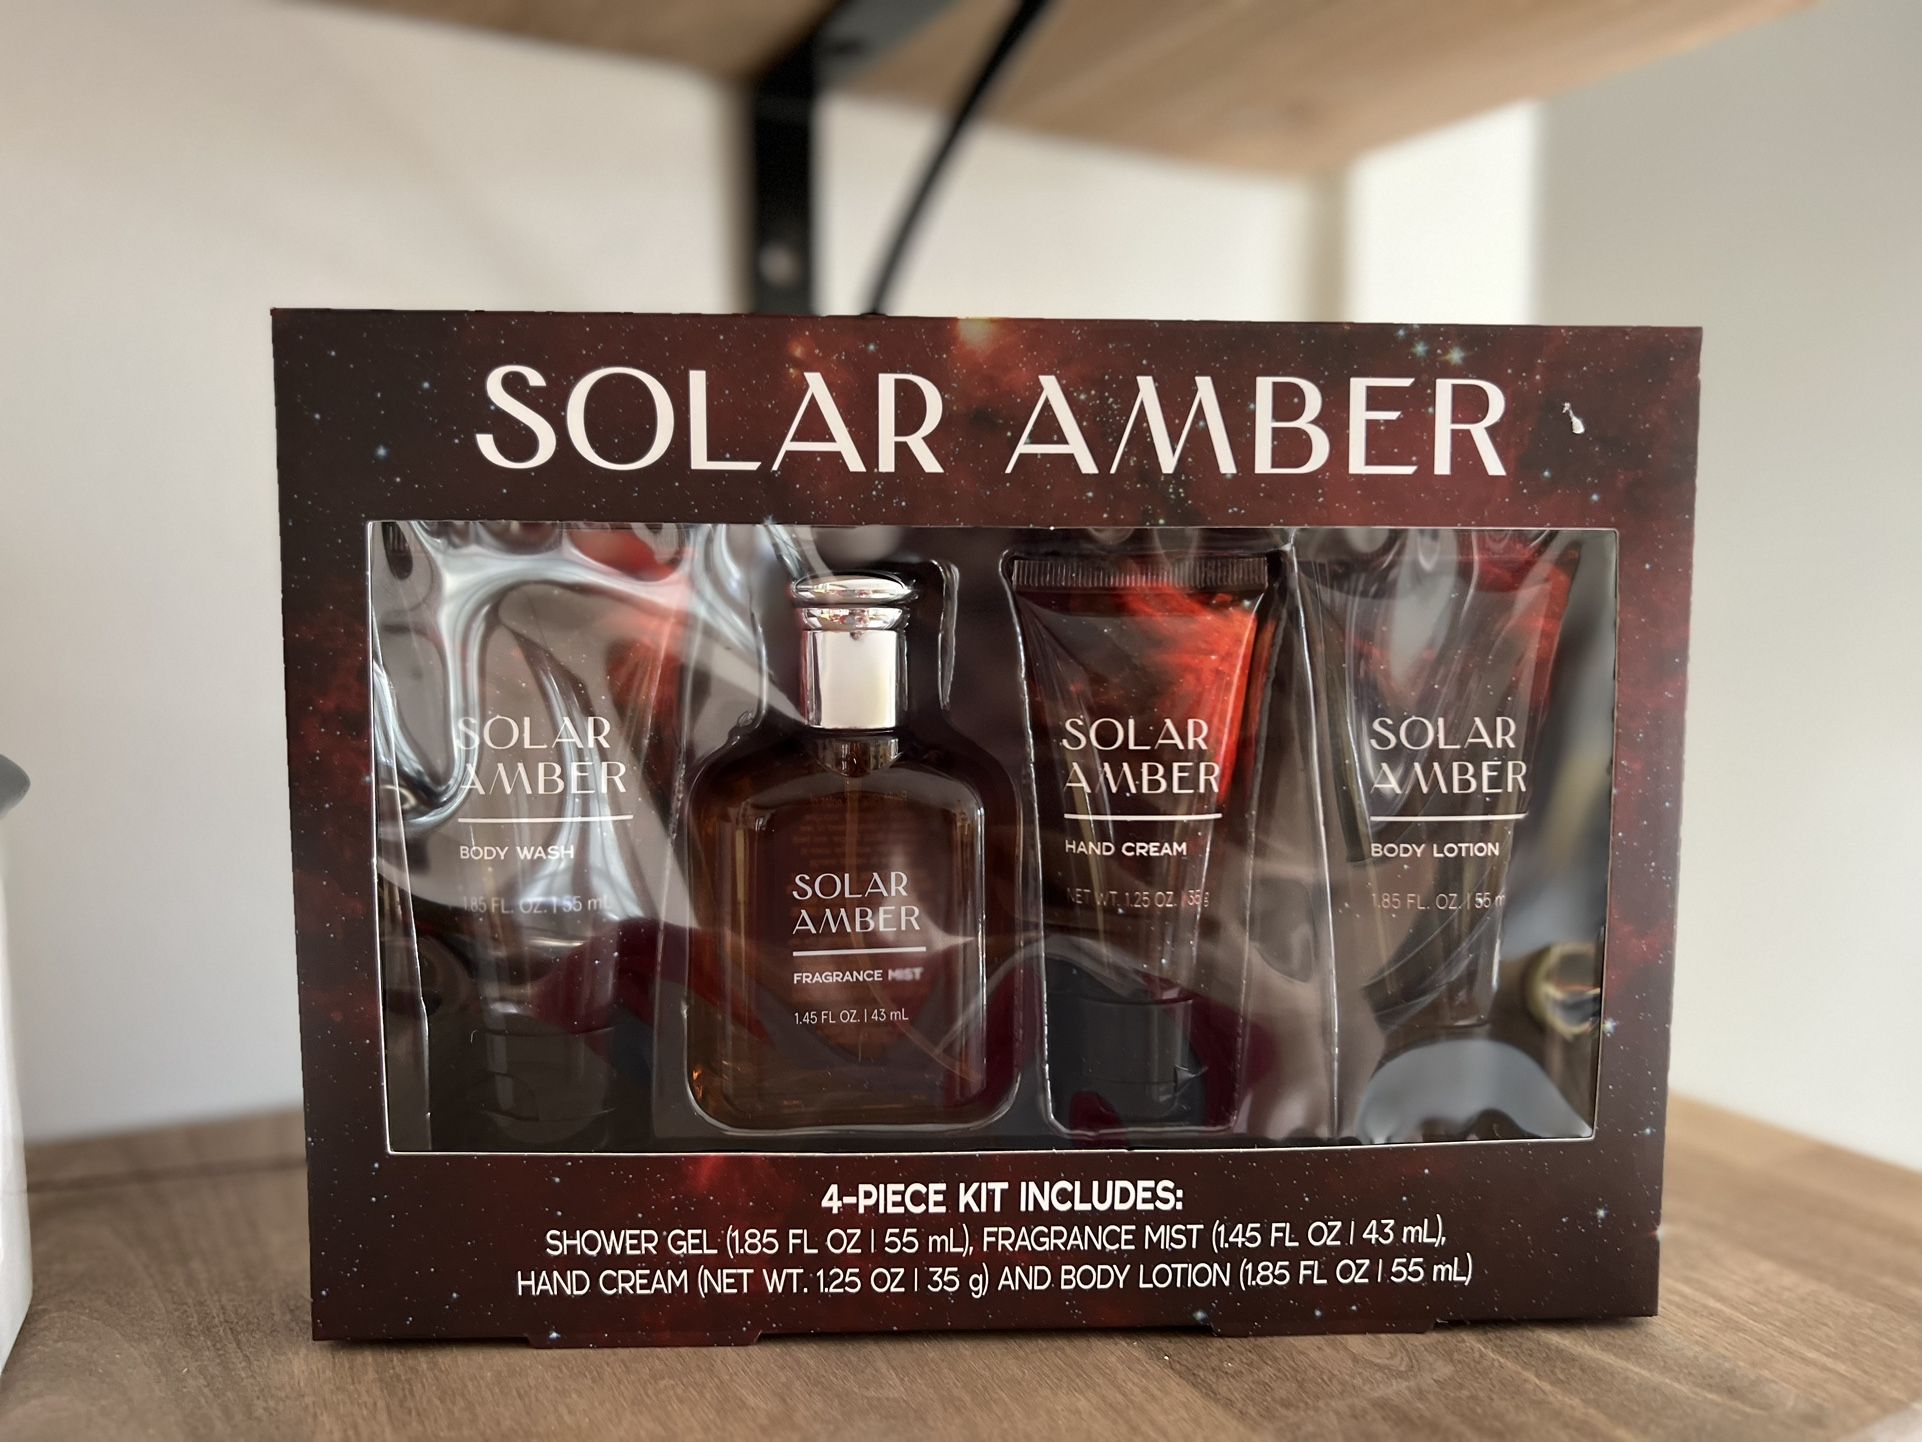 SOLAR AMBER
SOLAR
AMBER
BODY WASH
1.85 FL. OZ. | 55 mL
SOLAR
AMBER
FRAGRANCE MIST
1.45 FL OZ. | 43 mL
SOLAR
AMBER
HAND CREAM
NET WT. 1.25 OZ. | 35g
SOLAR
AMBER
BODY LOTION
1.85 FL. OZ. | 55 m
4-PIECE KIT INCLUDES:
SHOWER GEL (1.85 FL OZ | 55 mL), FRAGRANCE MIST (1.45 FL OZ | 43 mL),
HAND CREAM (NET WT. 1.25 OZ | 35 g) AND BODY LOTION (1.85 FL OZ | 55 mL)